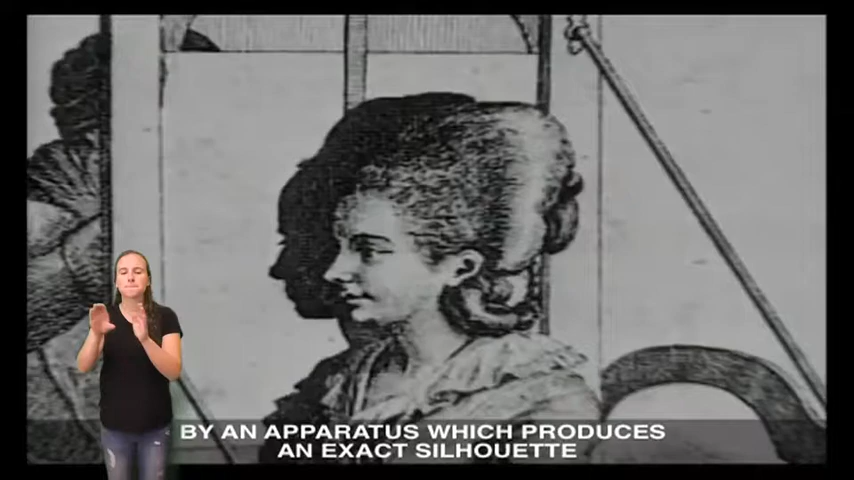 BY AN APPARATUS WHICH PRODUCES
AN EXACT SILHOUETTE